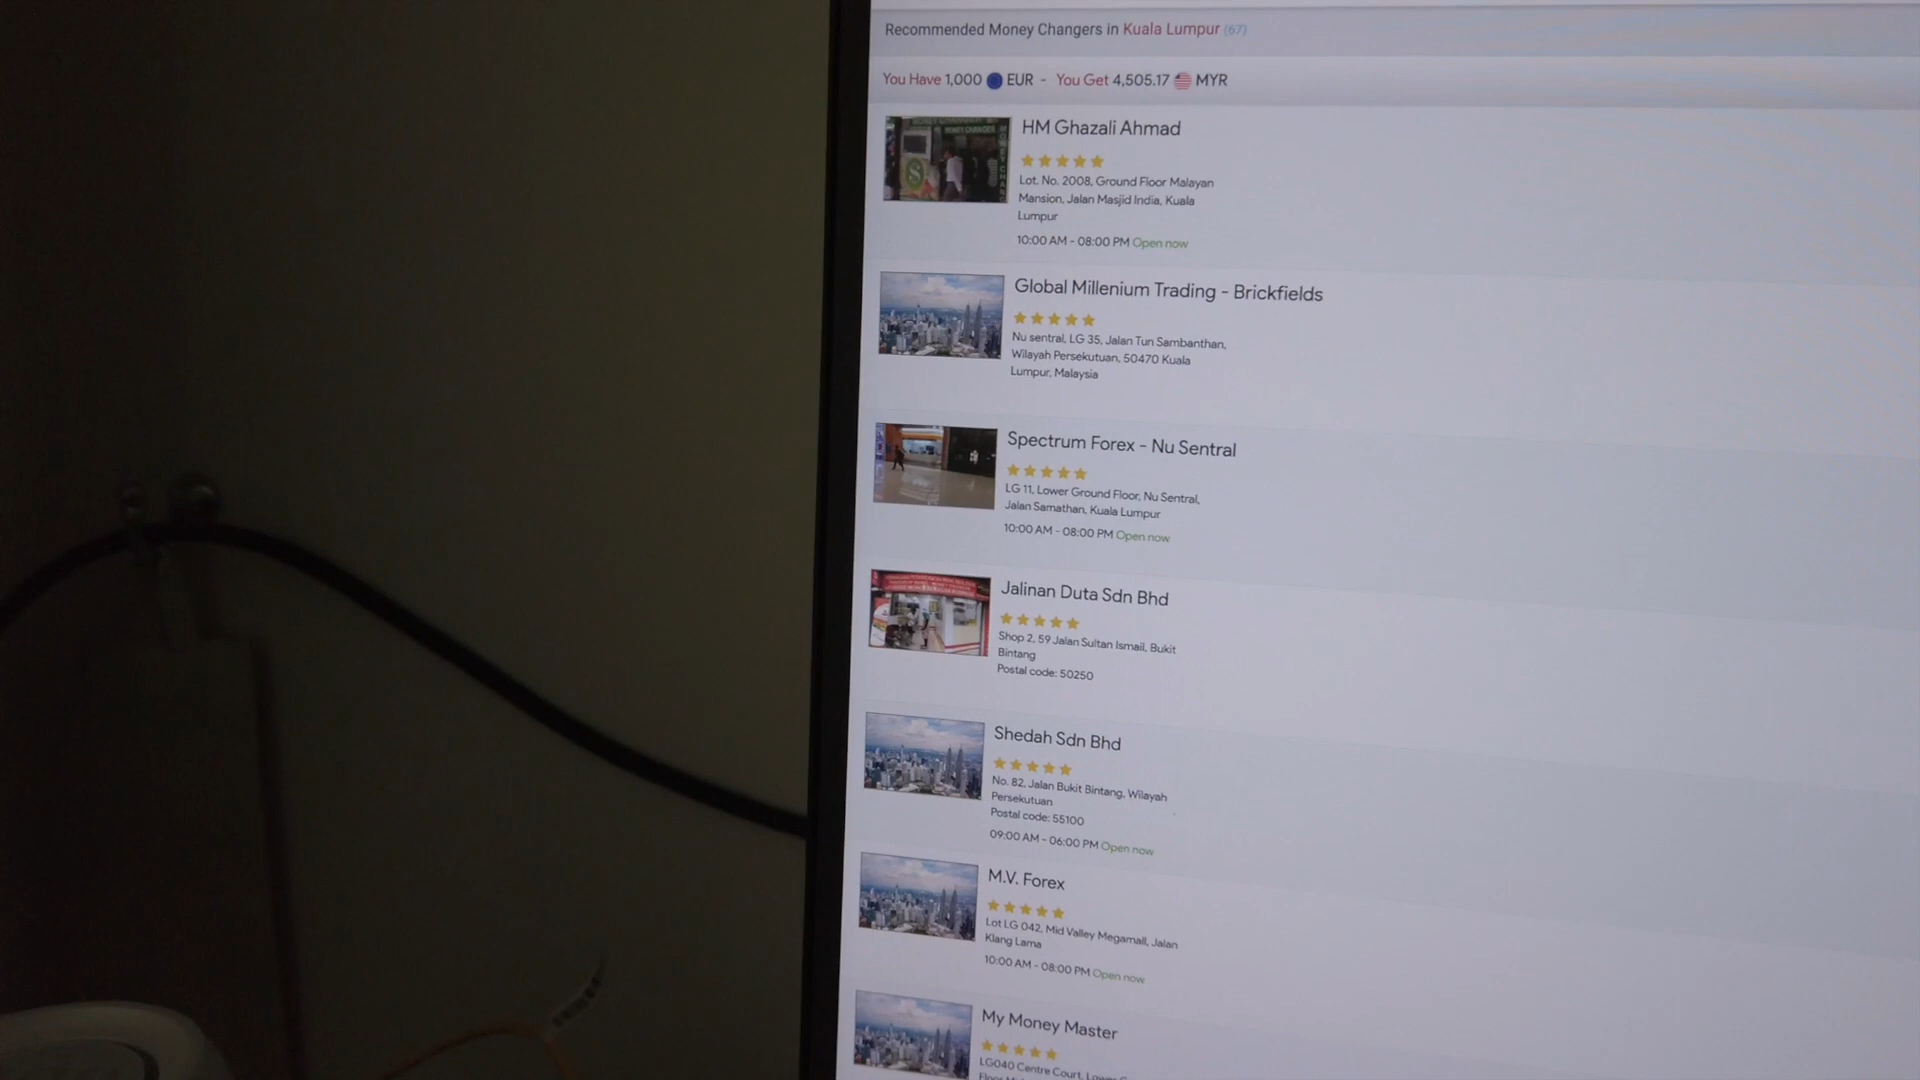 Recommended Money Changers in Kuala Lumpur (67)
You Have 1,000 EUR - You Get 4,505.17 MYR
HM Ghazali Ahmad
Lot. No. 2008, Ground Floor Malayan
Mansion, Jalan Masjid India, Kuala
Lumpur
10:00 AM - 08:00 PM Open now
Global Millenium Trading - Brickfields
Nu sentral, LG 35, Jalan Tun Sambanthan,
Wilayah Persekutuan, 50470 Kuala
Lumpur, Malaysia
Spectrum Forex - Nu Sentral
LG 11, Lower Ground Floor, Nu Sentral,
Jalan Samathan, Kuala Lumpur
10:00 AM - 08:00 PM Open now
Jalinan Duta Sdn Bhd
Shop 2, 59 Jalan Sultan Ismail, Bukit
Bintang
Postal code: 50250
Shedah Sdn Bhd
No. 82, Jalan Bukit Bintang, Wilayah
Persekutuan
Postal code: 55100
09:00 AM - 06:00 PM Open now
M.V. Forex
Lot LG 042, Mid Valley Megamall, Jalan
Klang Lama
10:00 AM - 08:00 PM Open now
My Money Master
LG040 Centre Court,